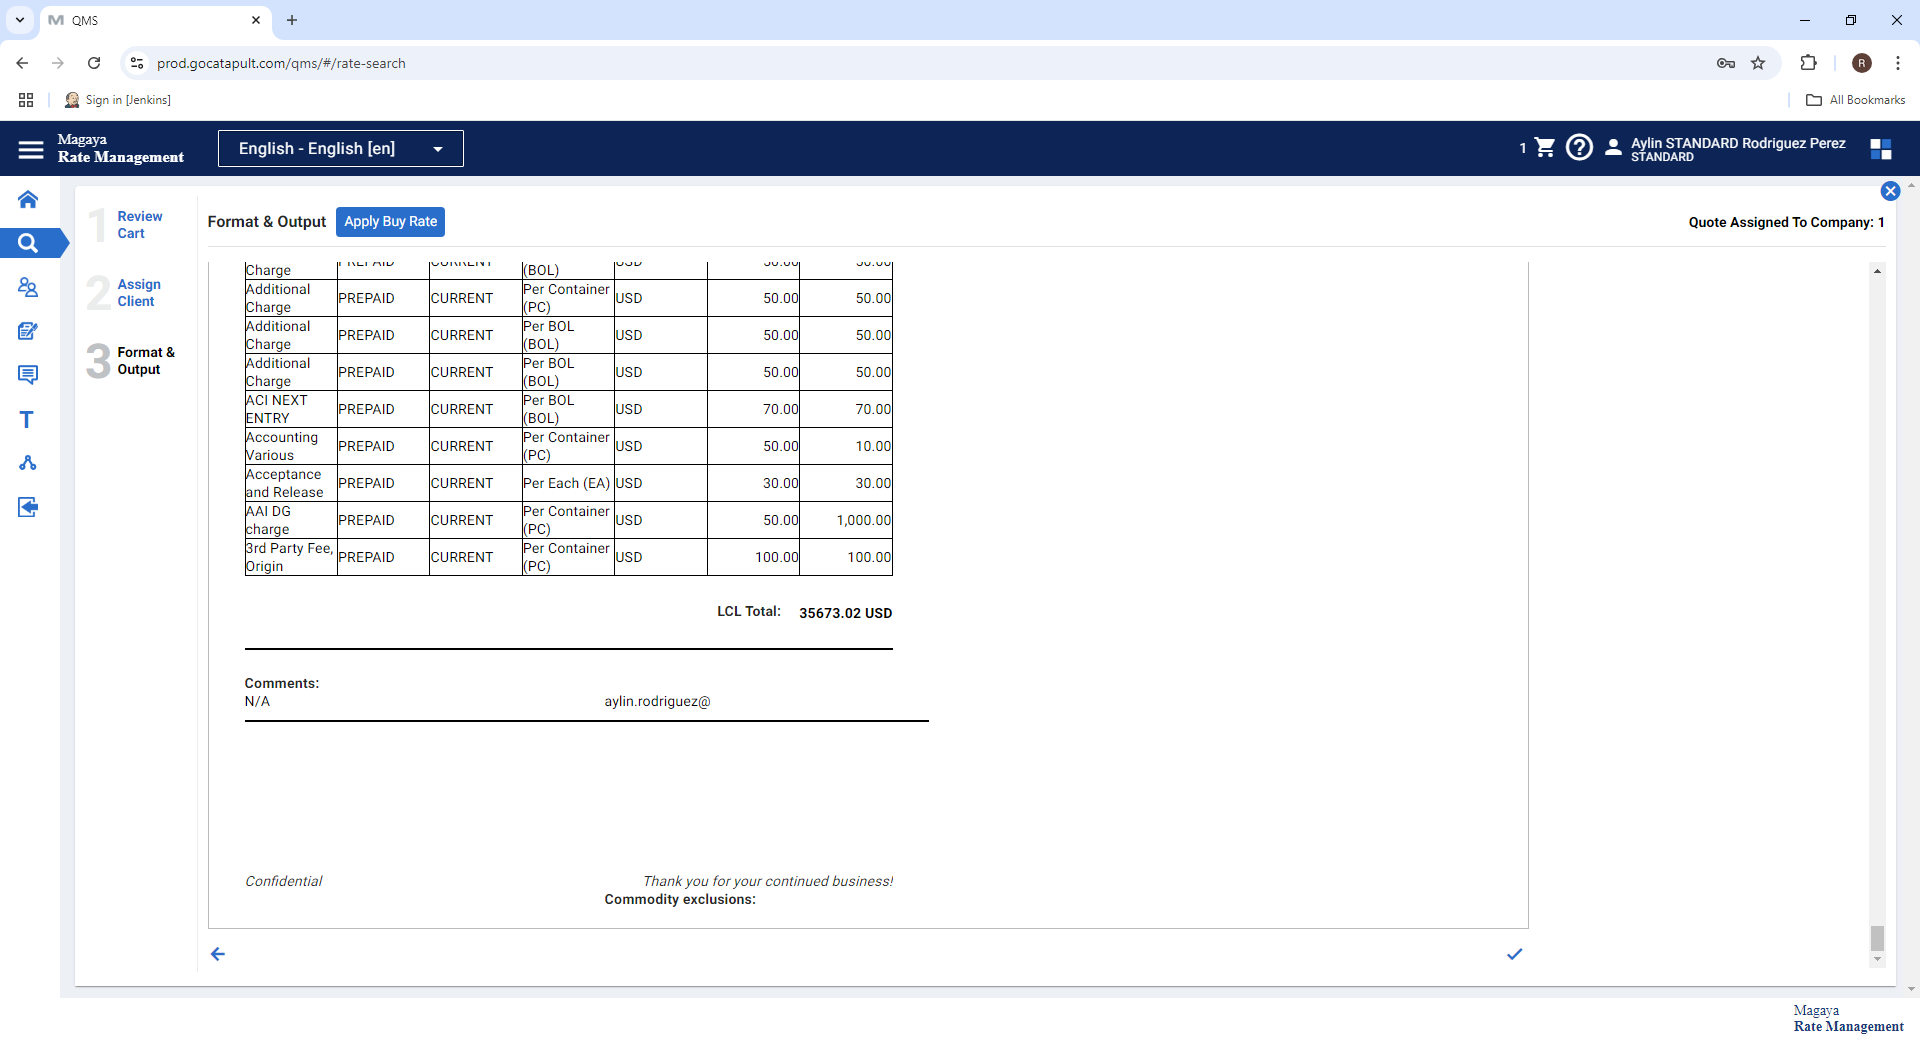 QMS
prod.gocatapult.com/qms/#/rate-search
R
Sign in [Jenkins]
All Bookmarks
Magaya
Rate Management
English - English [en]
1
Aylin STANDARD Rodriguez Perez
STANDARD
1 Review Cart
2 Assign Client
3 Format & Output
Format & Output
Apply Buy Rate
Quote Assigned To Company: 1
Charge PREPAID CURRENT (BOL) USD 50.00 50.00
Additional Charge PREPAID CURRENT Per Container (PC) USD 50.00 50.00
Additional Charge PREPAID CURRENT Per BOL (BOL) USD 50.00 50.00
Additional Charge PREPAID CURRENT Per BOL (BOL) USD 50.00 50.00
ACI NEXT ENTRY PREPAID CURRENT Per BOL (BOL) USD 70.00 70.00
Accounting Various PREPAID CURRENT Per Container (PC) USD 50.00 10.00
Acceptance and Release PREPAID CURRENT Per Each (EA) USD 30.00 30.00
AAI DG charge PREPAID CURRENT Per Container (PC) USD 50.00 1,000.00
3rd Party Fee, Origin PREPAID CURRENT Per Container (PC) USD 100.00 100.00
LCL Total: 35673.02 USD
Comments:
N/A aylin.rodriguez@
Confidential Thank you for your continued business!
Commodity exclusions:
Magaya
Rate Management